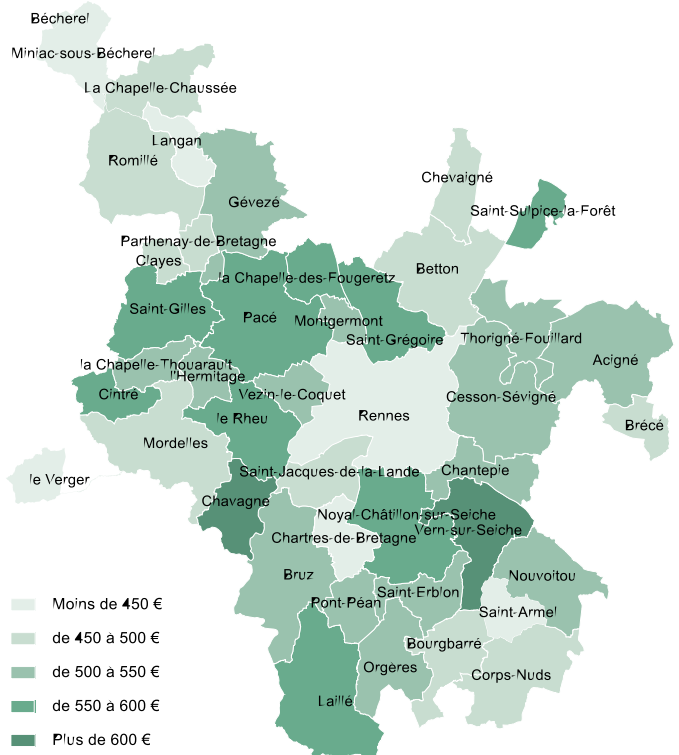 Bécherel
Miniac-sous-Bécherel
La Chapelle-Chaussée
Langan
Romillé
Chevaigné
Gévezé
Saint-Sulpice-la-Forêt
Parthenay-de-Bretagne
Clayes
Betton
la Chapelle-des-Fougeretz
Saint-Gilles
Pacé
Montgermont
Saint-Grégoire
Thorigné-Fouillard
Acigné
la Chapelle-Thouarault
l'Hermitage
Cintré
Vezin-le-Coquet
Cesson-Sévigné
le Rheu
Rennes
Brécé
Mordelles
Saint-Jacques-de-la-Lande
Chantepie
le Verger
Chavagne
Noyal-Châtillon-sur-Seiche
Vern-sur-Seiche
Chartres-de-Bretagne
Bruz
Nouvoitou
Saint-Erblon
Pont-Péan
Saint-Armel
Bourgbarré
Orgères
Corps-Nuds
Laillé
Moins de 450 €
de 450 à 500 €
de 500 à 550 €
de 550 à 600 €
Plus de 600 €